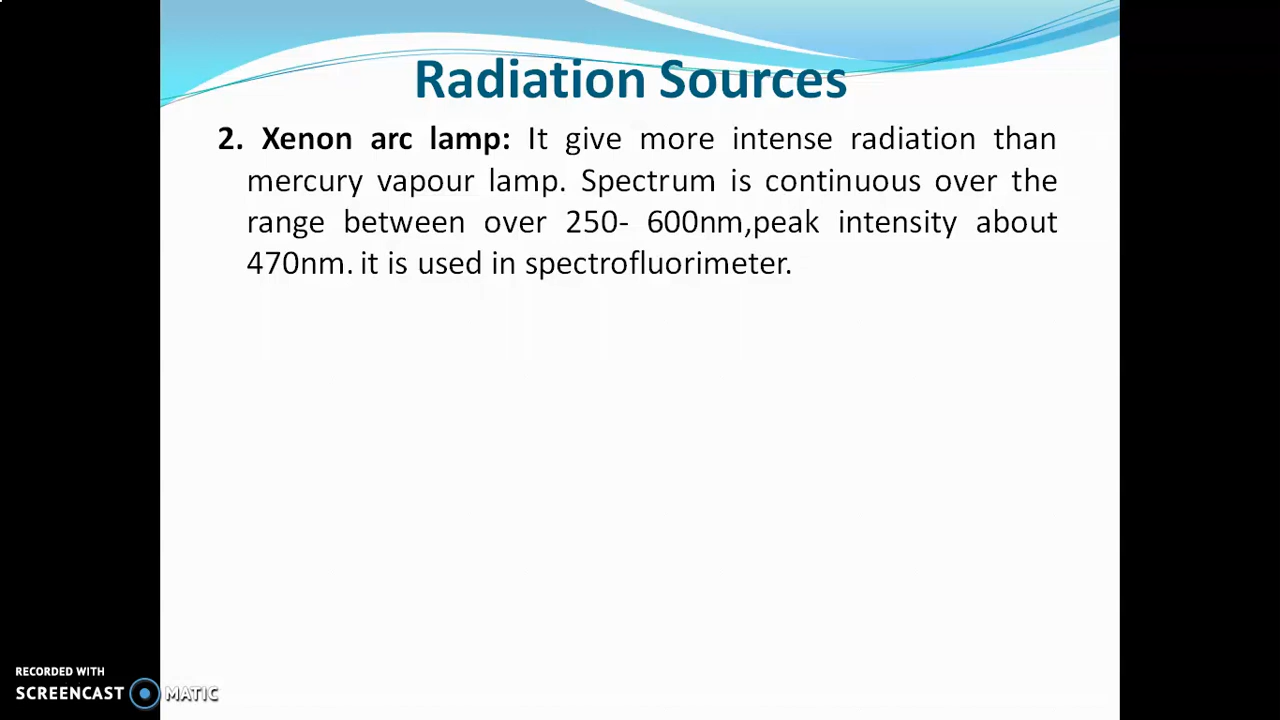 Radiation Sources
2. Xenon arc lamp: It give more intense radiation than
mercury vapour lamp. Spectrum is continuous over the
range between over 250- 600nm,peak intensity about
470nm. it is used in spectrofluorimeter.
RECORDED WITH
SCREENCAST MATIC